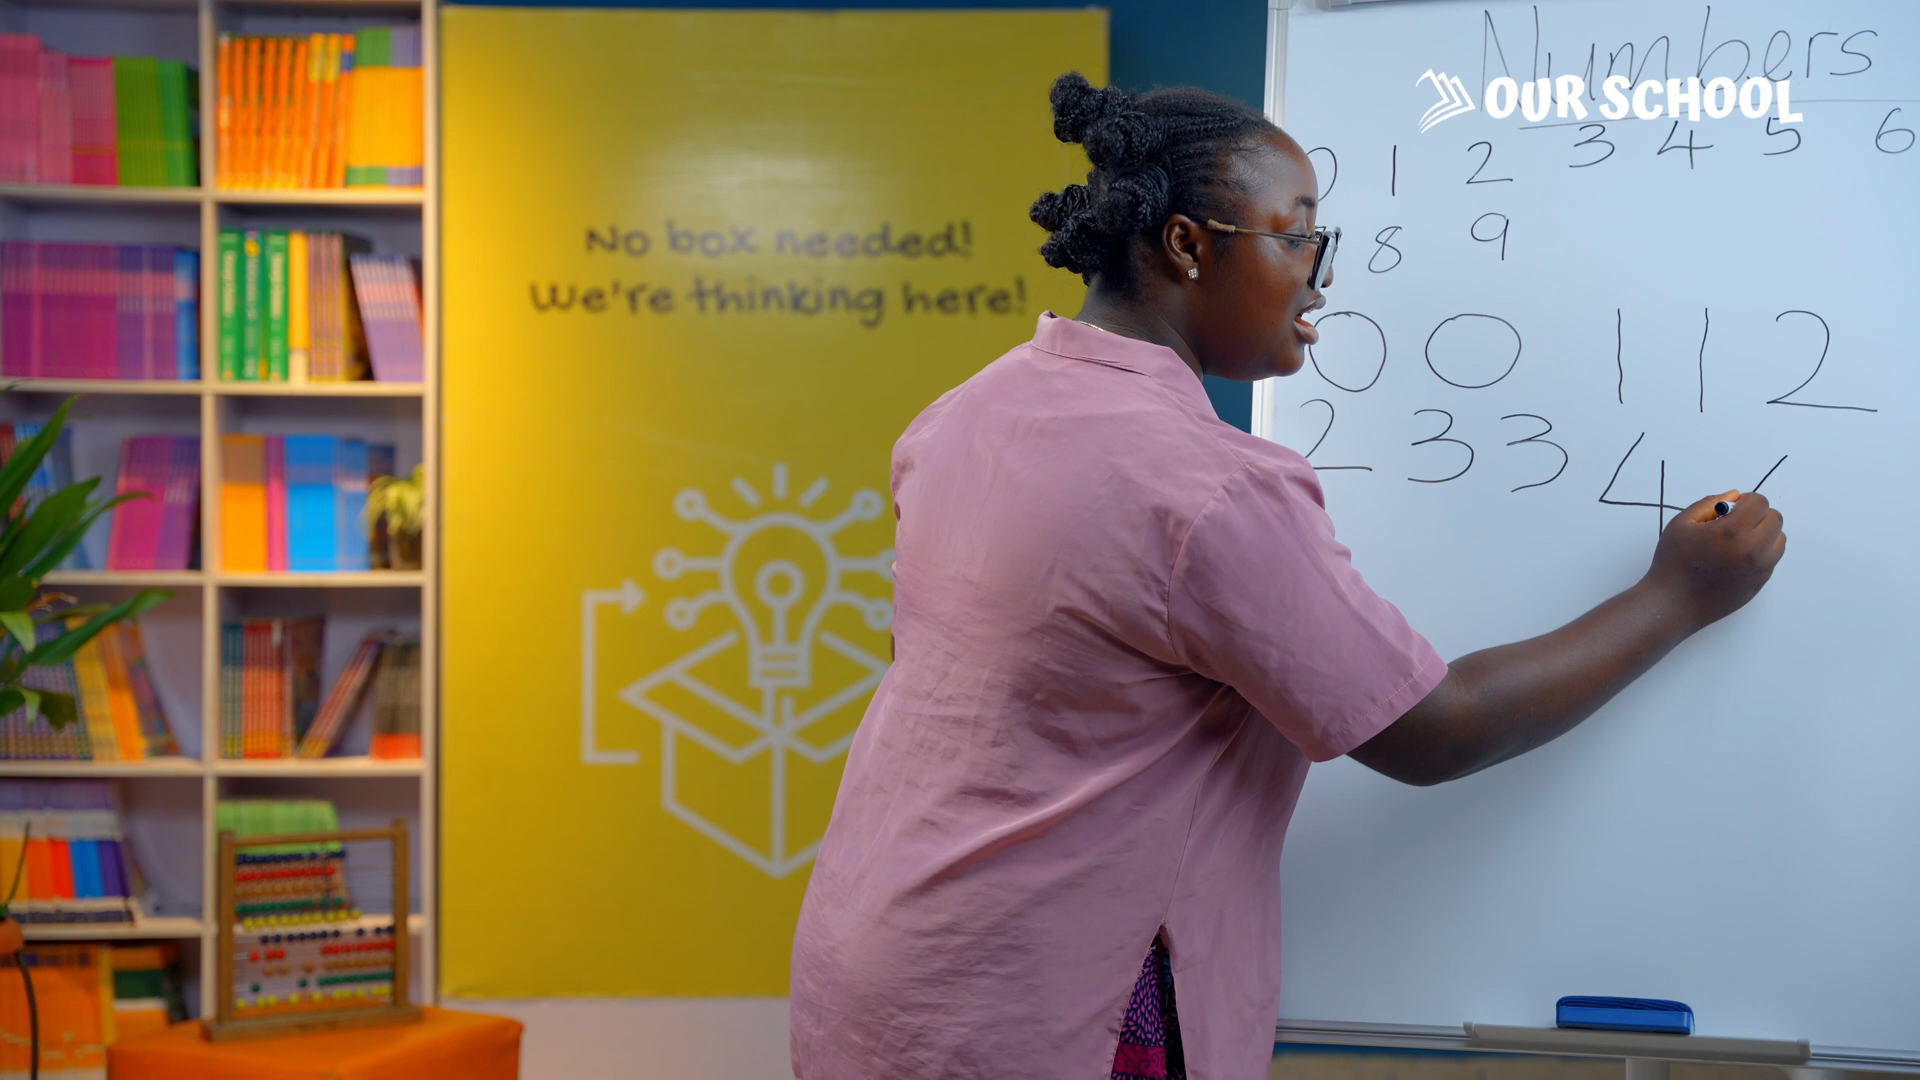 No box needed!
We're thinking here!
Numbers
OUR SCHOOL
0 1 2 3 4 5 6
8 9
0 0 1 1 2
2 3 3 4